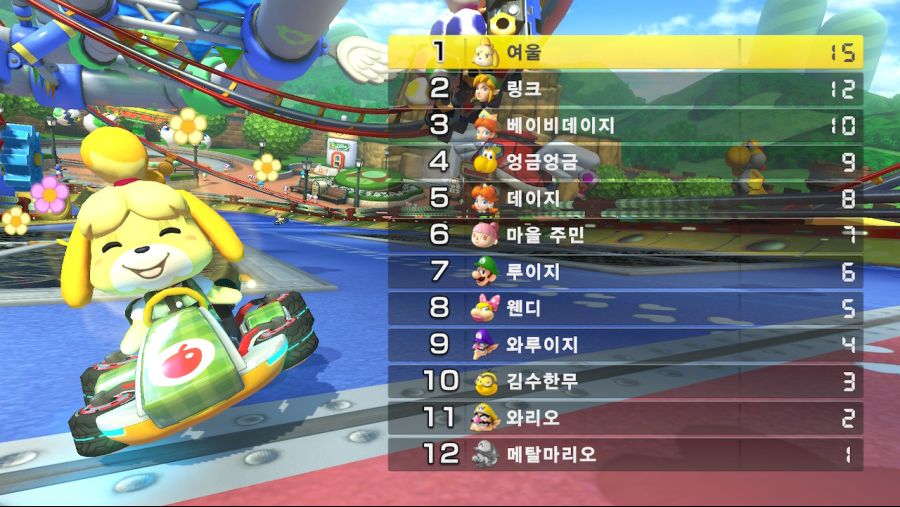 1 여울 15
2 링크 12
3 베이비데이지 10
4 엉금엉금 9
5 데이지 8
6 마을 주민 7
7 루이지 6
8 웬디 5
9 와루이지 4
10 김수한무 3
11 와리오 2
12 메탈마리오 1